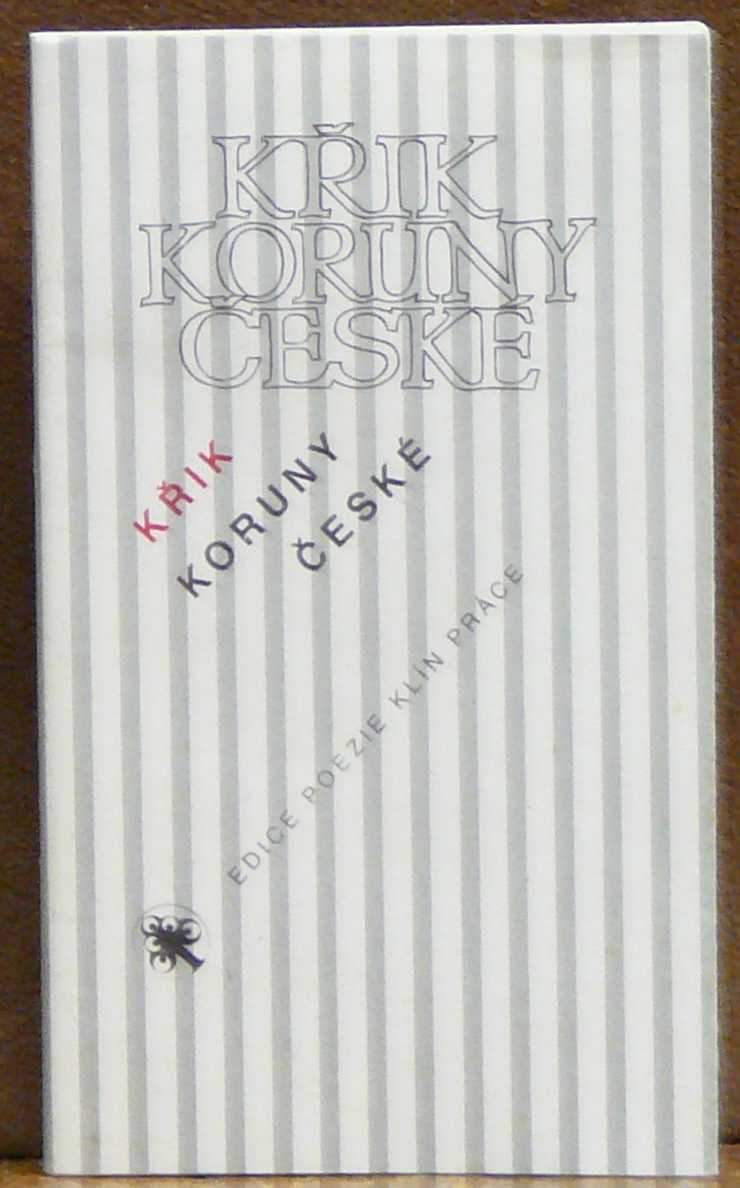 KŘIK
KORUNY
ČESKÉ
KŘIK
KORUNY
ČESKÉ
EDICE POEZIE KLÍN PRÁCE